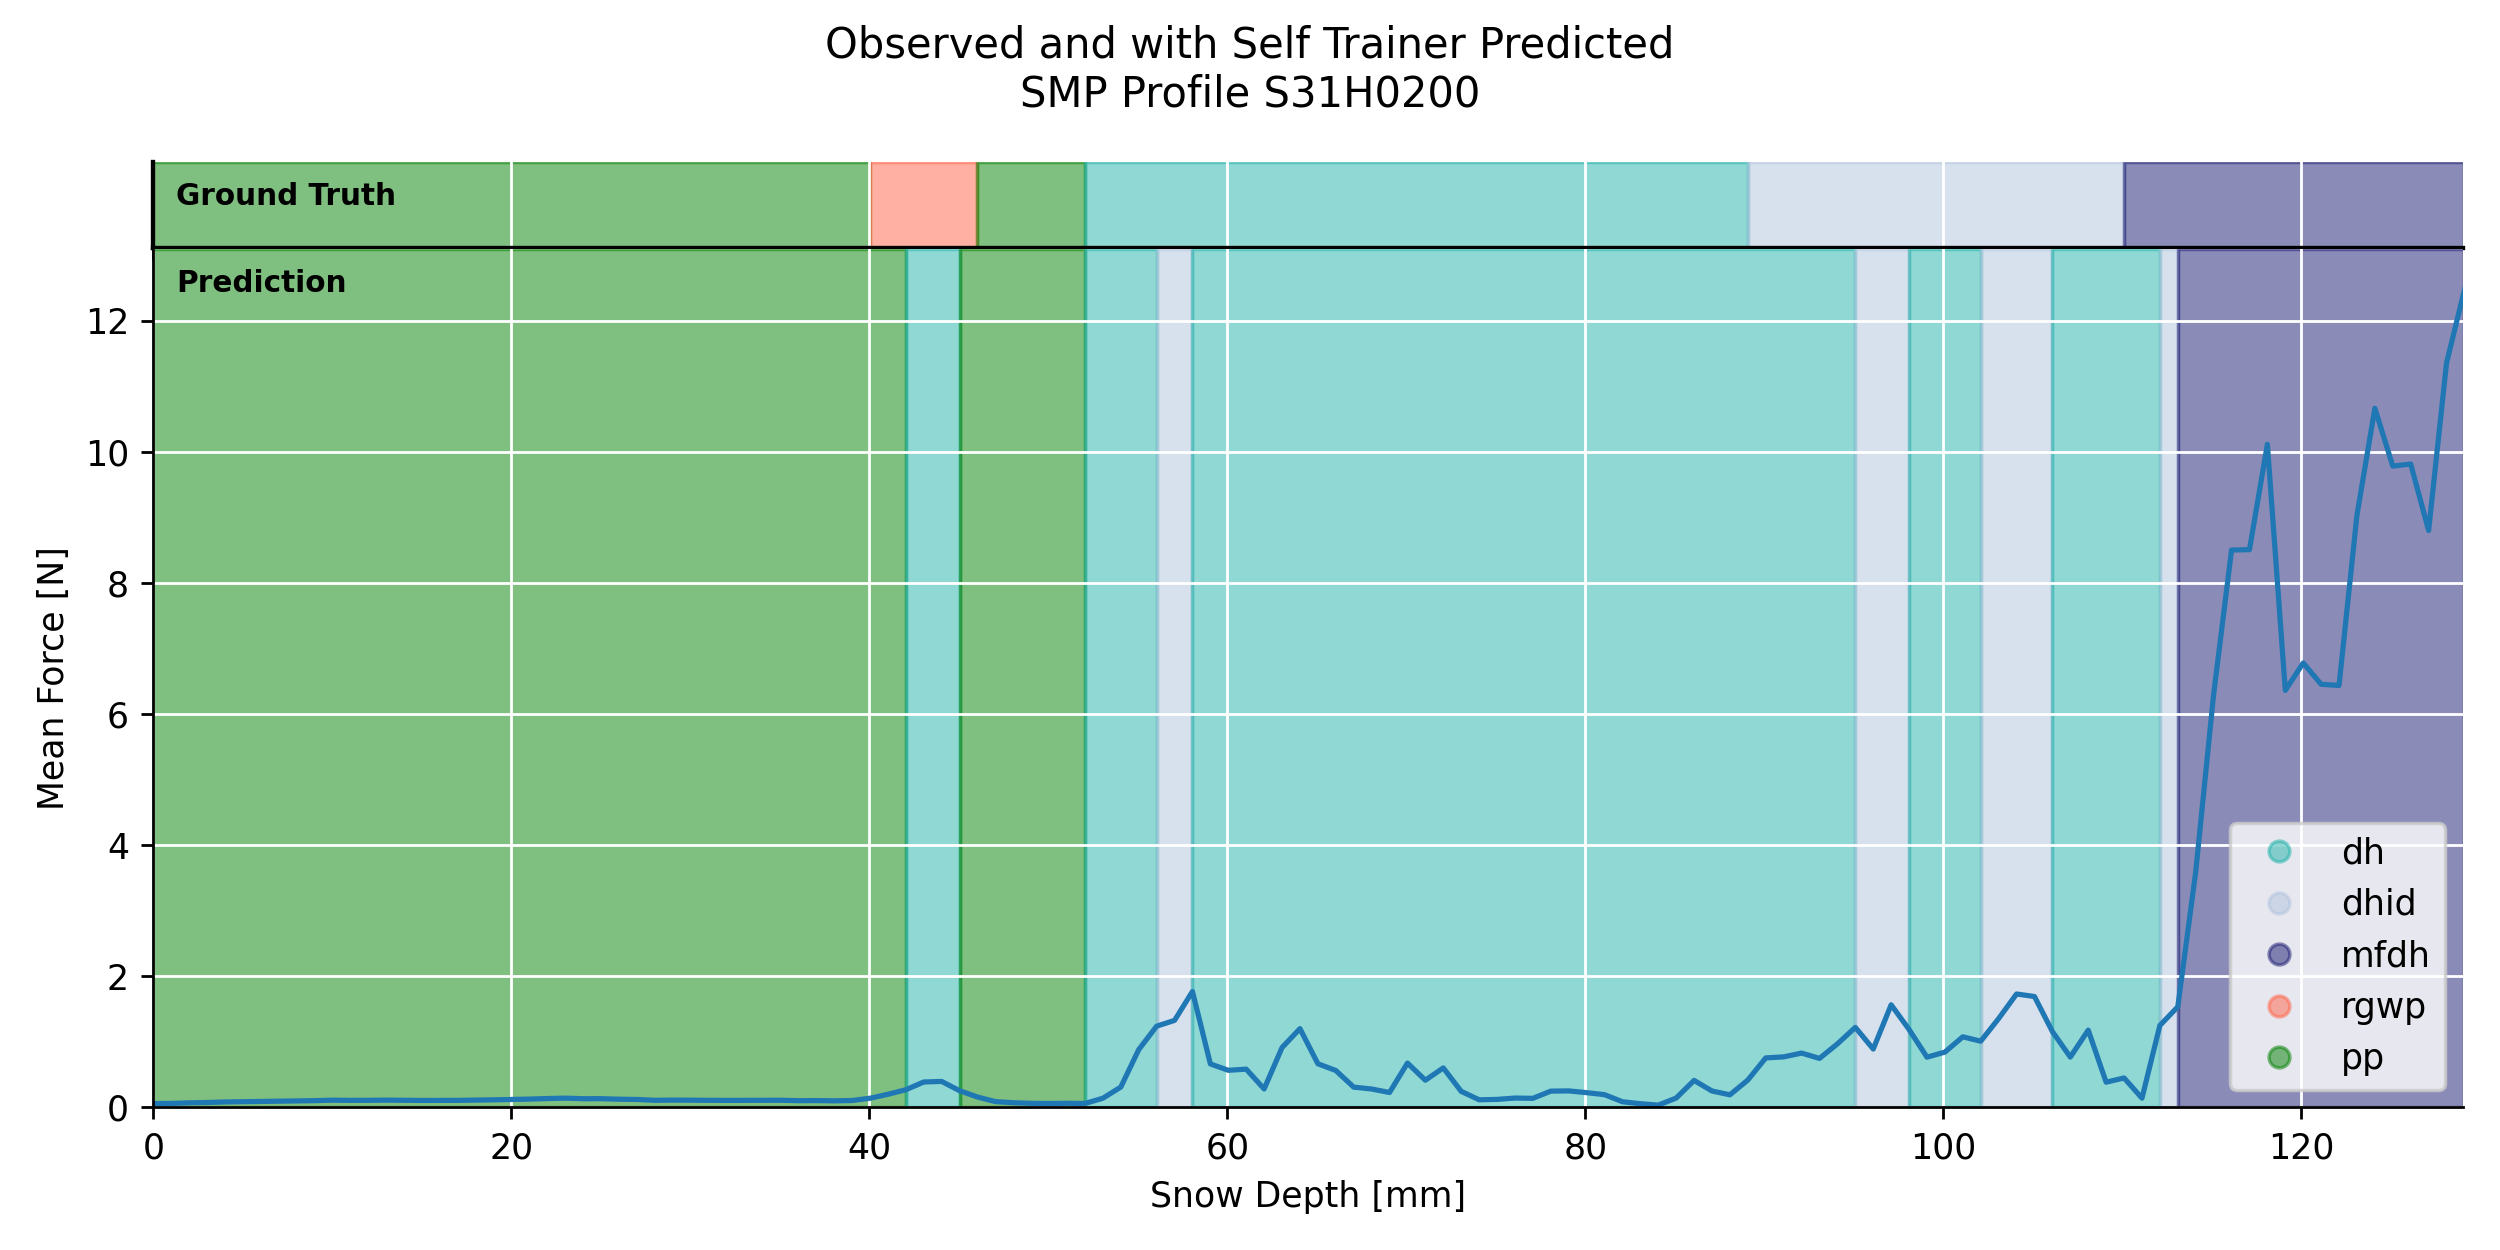 Observed and with Self Trainer Predicted
SMP Profile S31H0200
Ground Truth
Prediction
12
10
8
6
4
2
0
Mean Force [N]
dh
dhid
mfdh
rgwp
pp
0 20 40 60 80 100 120
Snow Depth [mm]